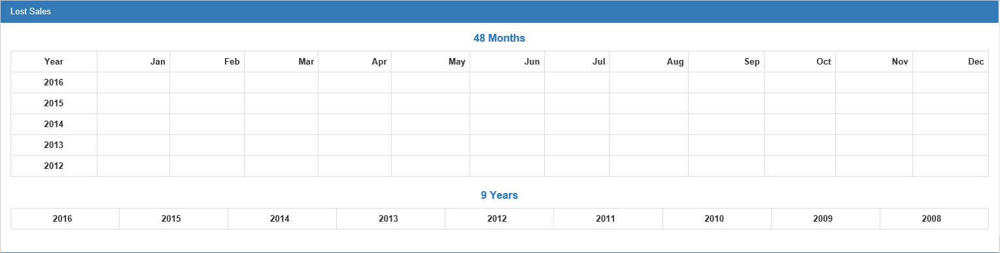 Lost Sales
48 Months
Year Jan Feb Mar Apr May Jun Jul Aug Sep Oct Nov Dec
2016
2015
2014
2013
2012
9 Years
2016 2015 2014 2013 2012 2011 2010 2009 2008